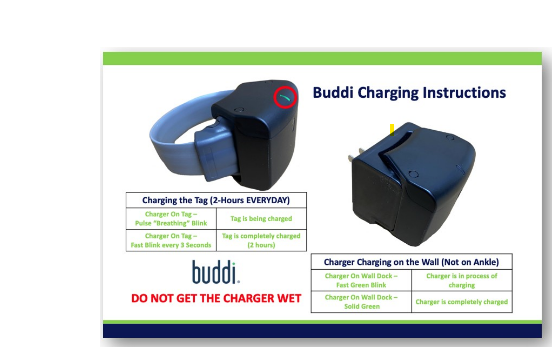 Buddi Charging Instructions
Charging the Tag (2-Hours EVERYDAY)
Charger On Tag –
Pulse "Breathing" Blink
Tag is being charged
Charger On Tag –
Fast Blink every 3 Seconds
Tag is completely charged
(2 hours)
buddi.
DO NOT GET THE CHARGER WET
Charger Charging on the Wall (Not on Ankle)
Charger On Wall Dock –
Fast Green Blink
Charger is in process of
charging
Charger On Wall Dock –
Solid Green
Charger is completely charged